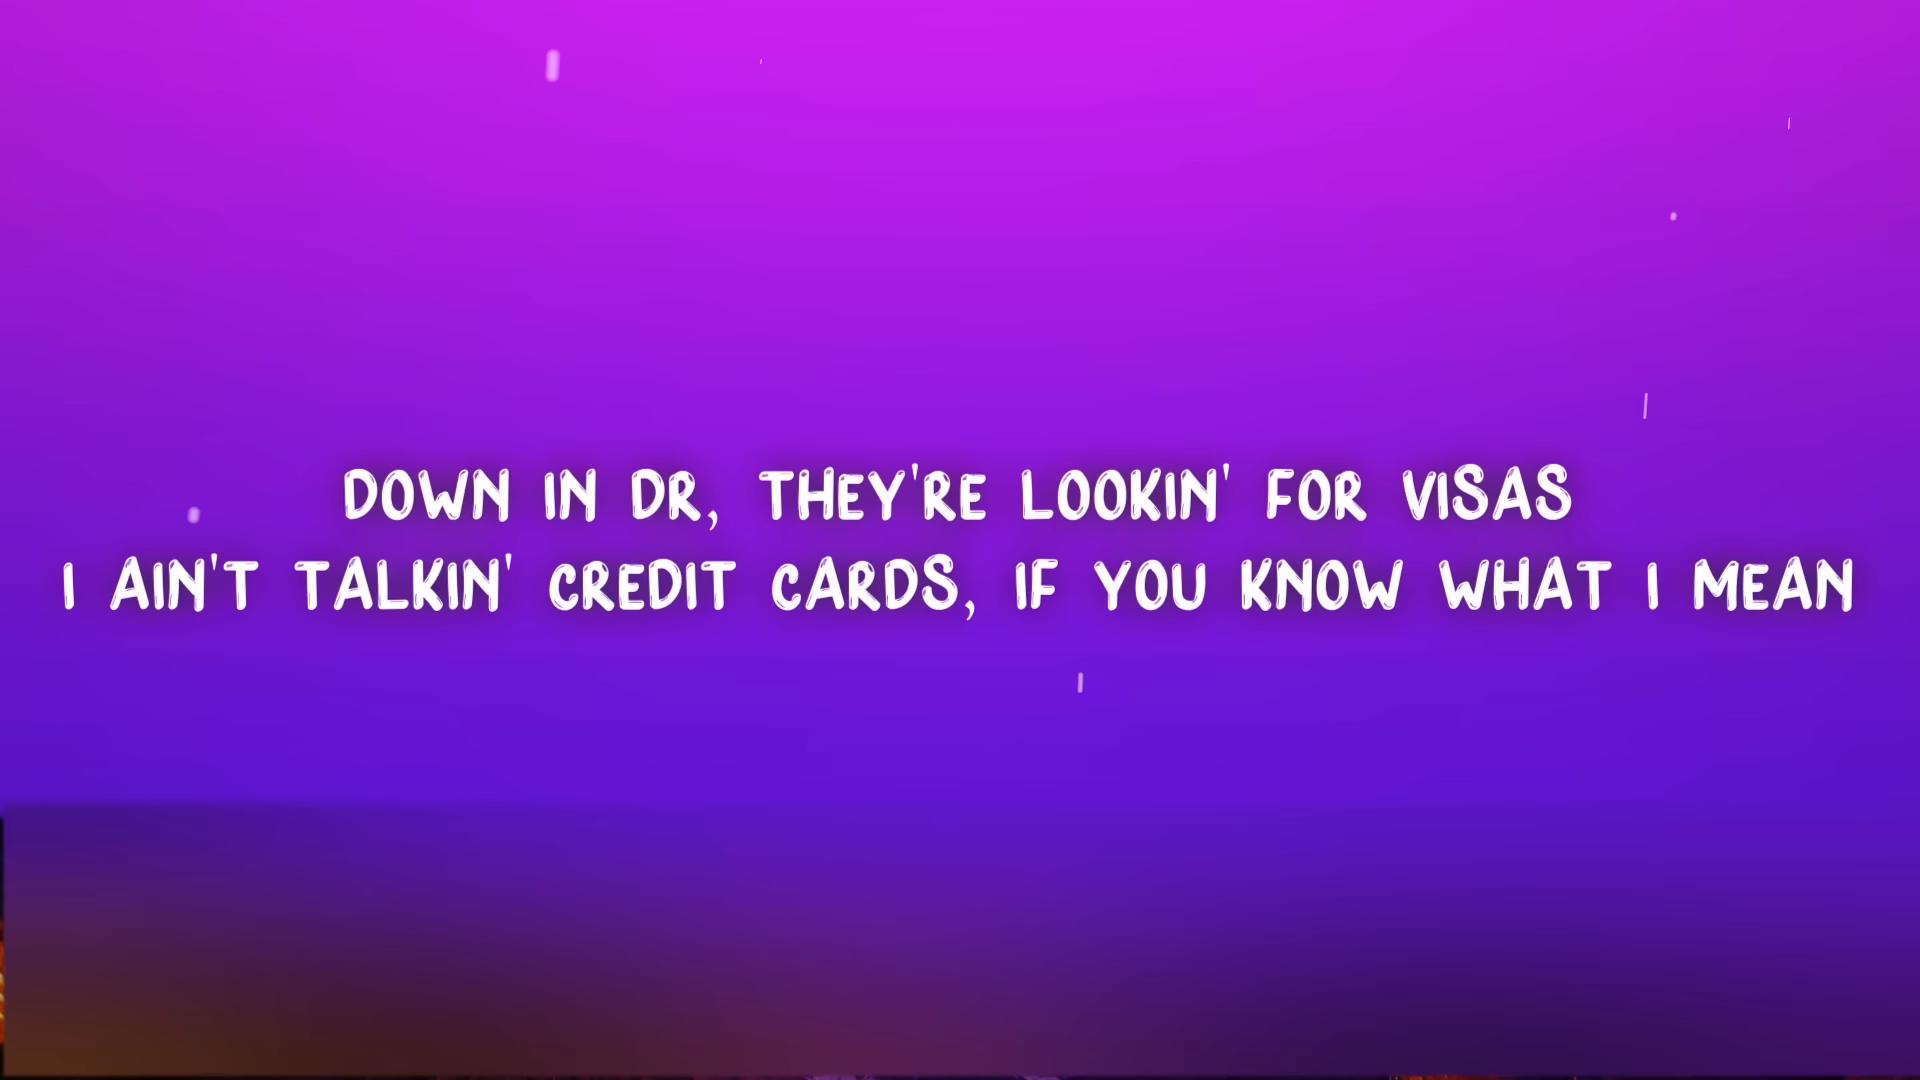 DOWN IN DR, THEY'RE LOOKIN' FOR VISAS
I AIN'T TALKIN' CREDIT CARDS, IF YOU KNOW WHAT I MEAN